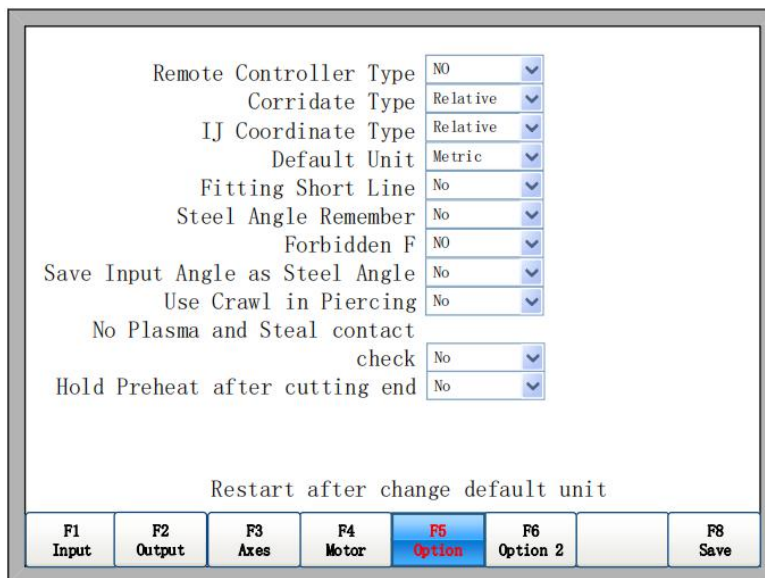 Remote Controller Type NO
Corridate Type Relative
IJ Coordinate Type Relative
Default Unit Metric
Fitting Short Line No
Steel Angle Remember No
Forbidden F NO
Save Input Angle as Steel Angle No
Use Crawl in Piercing No
No Plasma and Steal contact
check No
Hold Preheat after cutting end No
Restart after change default unit
F1 F2 F3 F4 F5 F6 F8
Input Output Axes Motor Option Option 2 Save